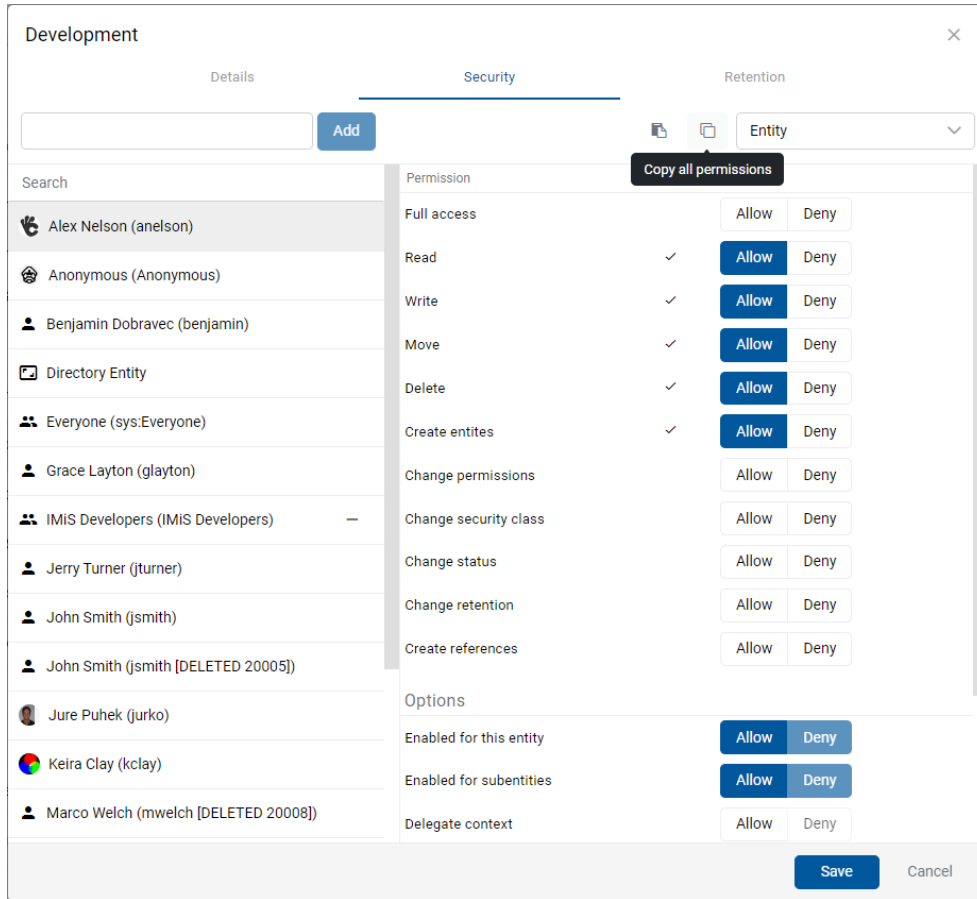 Development
Details Security Retention
Add Entity
Copy all permissions
Search
Alex Nelson (anelson)
Anonymous (Anonymous)
Benjamin Dobravec (benjamin)
Directory Entity
Everyone (sys:Everyone)
Grace Layton (glayton)
IMiS Developers (IMiS Developers)
Jerry Turner (jturner)
John Smith (jsmith)
John Smith (jsmith [DELETED 20005])
Jure Puhek (jurko)
Keira Clay (kclay)
Marco Welch (mwelch [DELETED 20008])
Permission
Full access Allow Deny
Read Allow Deny
Write Allow Deny
Move Allow Deny
Delete Allow Deny
Create entites Allow Deny
Change permissions Allow Deny
Change security class Allow Deny
Change status Allow Deny
Change retention Allow Deny
Create references Allow Deny
Options
Enabled for this entity Allow Deny
Enabled for subentities Allow Deny
Delegate context Allow Deny
Save Cancel